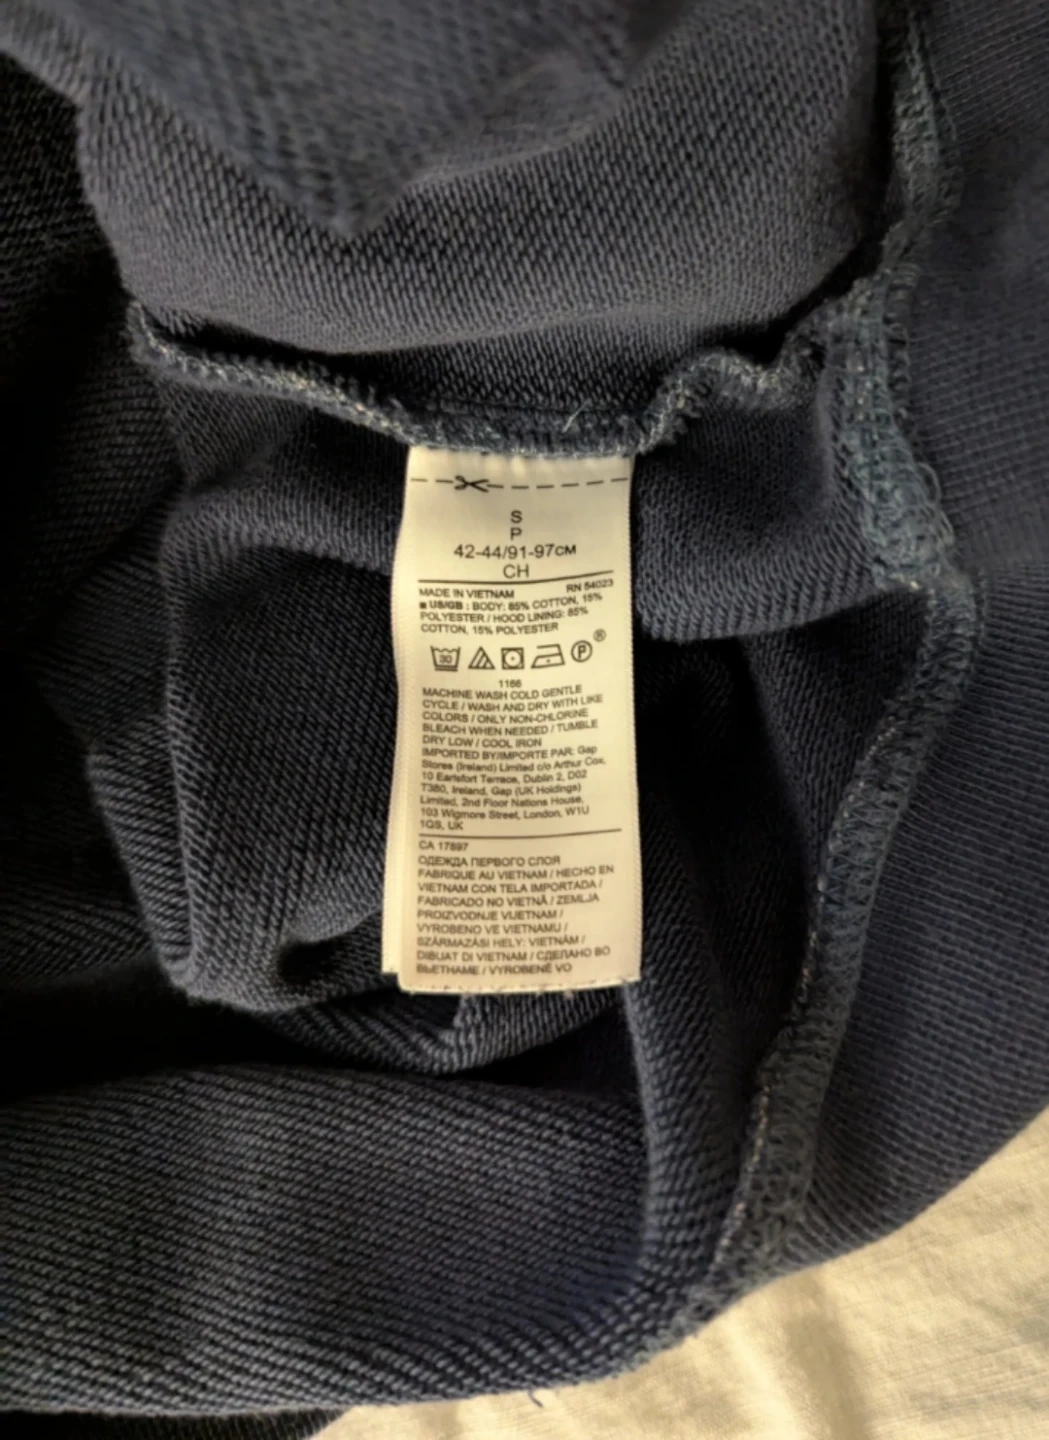 S
P
42-44/91-97см
CH
MADE IN VIETNAM RN 54023
■ US/GB : BODY: 85% COTTON, 15%
POLYESTER / HOOD LINING: 85%
COTTON, 15% POLYESTER
30 P ®
1166
MACHINE WASH COLD GENTLE
CYCLE / WASH AND DRY WITH LIKE
COLORS / ONLY NON-CHLORINE
BLEACH WHEN NEEDED / TUMBLE
DRY LOW / COOL IRON
IMPORTED BY/IMPORTE PAR: Gap
Stores (Ireland) Limited c/o Arthur Cox,
10 Earlsfort Terrace, Dublin 2, D02
T380, Ireland, Gap (UK Holdings)
Limited, 2nd Floor Nations House,
103 Wigmore Street, London, W1U
1QS, UK
CA 17897
ОДЕЖДА ПЕРВОГО СЛОЯ
FABRIQUE AU VIETNAM / HECHO EN
VIETNAM CON TELA IMPORTADA /
FABRICADO NO VIETNÃ / ZEMLJA
PROIZVODNJE VIJETNAM /
VYROBENO VE VIETNAMU /
SZÁRMAZÁSI HELY: VIETNÁM /
DIBUAT DI VIETNAM / СДЕЛАНО ВО
ВЬЕТНАМЕ / VYROBENÉ VO